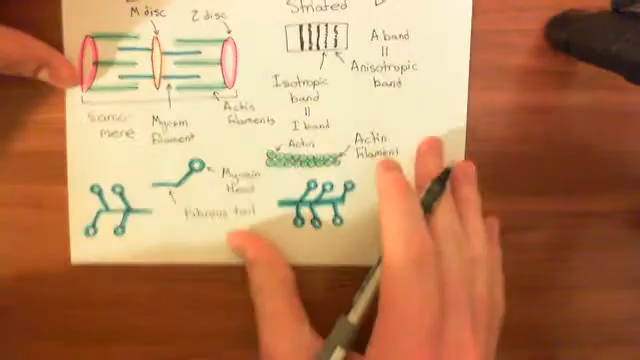 M disc
Z disc
Striated
A band
=
Anisotropic
band
Isotropic
band
=
I band
Sarco-
mere
Myosin
filament
Actin
filaments
Actin
Actin
Filament
Myosin
Head
Fibrous tail